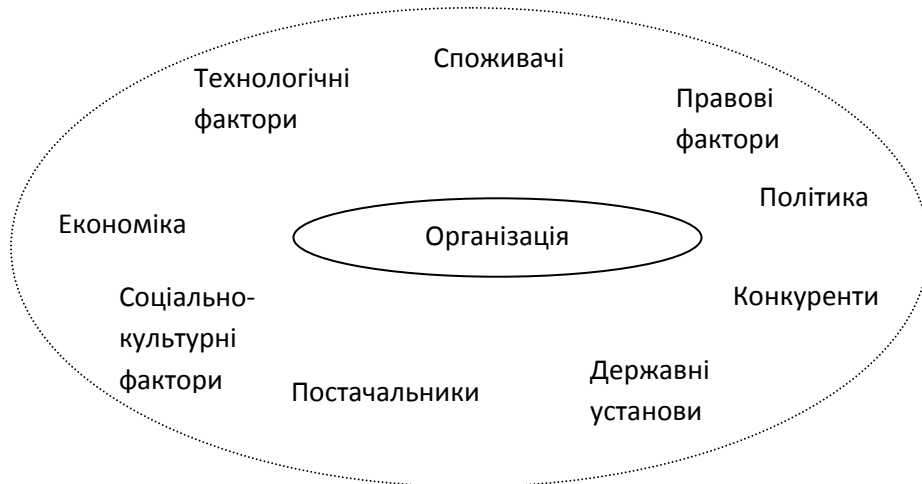 Споживачі
Технологічні
фактори
Правові
фактори
Політика
Економіка
Організація
Соціально-
культурні
фактори
Конкуренти
Постачальники
Державні
установи